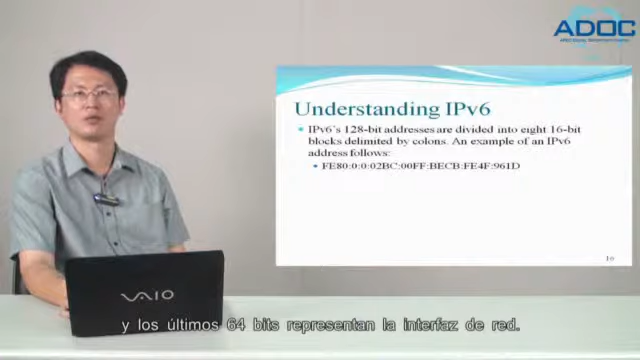 ADOC
Understanding IPv6
IPv6's 128-bit addresses are divided into eight 16-bit
blocks delimited by colons. An example of an IPv6
address follows:
FE80:0:0:02BC:00FF:BECB:FE4F:961D
16
VAIO
y los últimos 64 bits representan la interfaz de red.